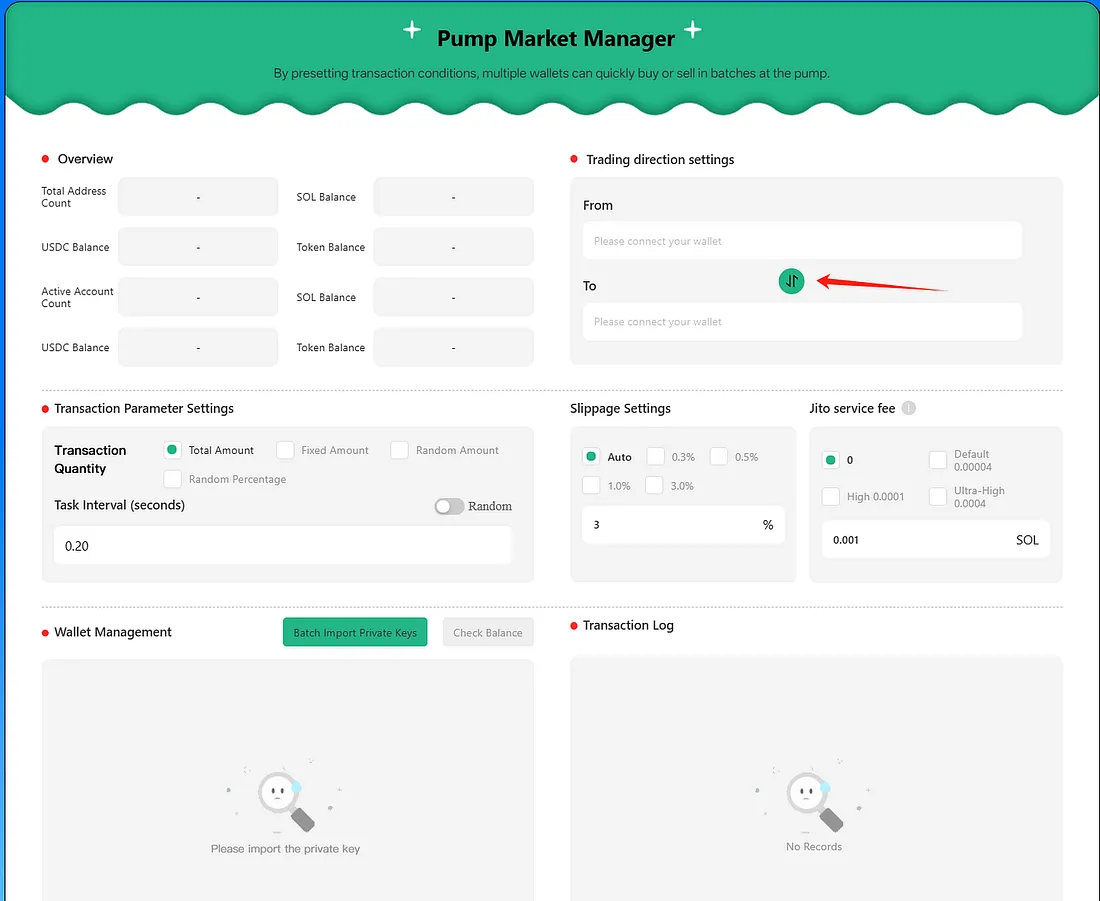 Pump Market Manager
By presetting transaction conditions, multiple wallets can quickly buy or sell in batches at the pump.
Overview
Total Address
Count
-
SOL Balance
-
USDC Balance
-
Token Balance
-
Active Account
Count
-
SOL Balance
-
USDC Balance
-
Token Balance
-
Trading direction settings
From
Please connect your wallet
To
Please connect your wallet
Transaction Parameter Settings
Transaction
Quantity
Total Amount
Fixed Amount
Random Amount
Random Percentage
Task Interval (seconds)
Random
0.20
Slippage Settings
Auto
0.3%
0.5%
1.0%
3.0%
3
%
Jito service fee
!
0
Default
0.00004
High 0.0001
Ultra-High
0.0004
0.001
SOL
Wallet Management
Batch Import Private Keys
Check Balance
Please import the private key
Transaction Log
No Records